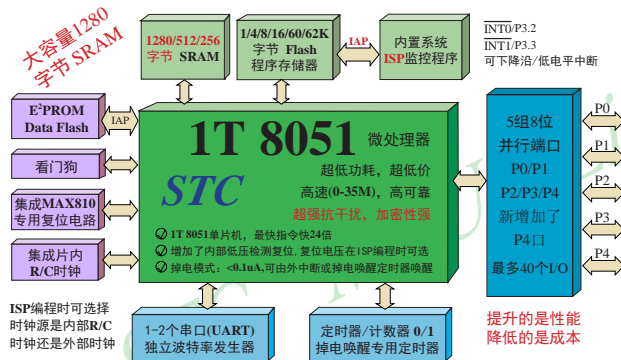 大容量1280
字节 SRAM
1280/512/256
字节 SRAM
1/4/8/16/60/62K
字节 Flash
程序存储器
IAP
内置系统
ISP监控程序
INT0/P3.2
INT1/P3.3
可下降沿/低电平中断
E²PROM
Data Flash
IAP
看门狗
集成MAX810
专用复位电路
集成片内
R/C时钟
1T 8051 微处理器
STC
超低功耗，超低价
高速(0-35M)，高可靠
超强抗干扰，加密性强
1T 8051单片机，最快指令快24倍
增加了内部低压检测复位,复位电压在ISP编程时可选
掉电模式：<0.1uA,可由外中断或掉电唤醒定时器唤醒
5组8位
并行端口
P0/P1
P2/P3/P4
新增加了
P4口
最多40个I/O
P0
P1
P2
P3
P4
ISP编程时可选择
时钟源是内部R/C
时钟还是外部时钟
1-2个串口(UART)
独立波特率发生器
定时器/计数器 0/1
掉电唤醒专用定时器
提升的是性能
降低的是成本